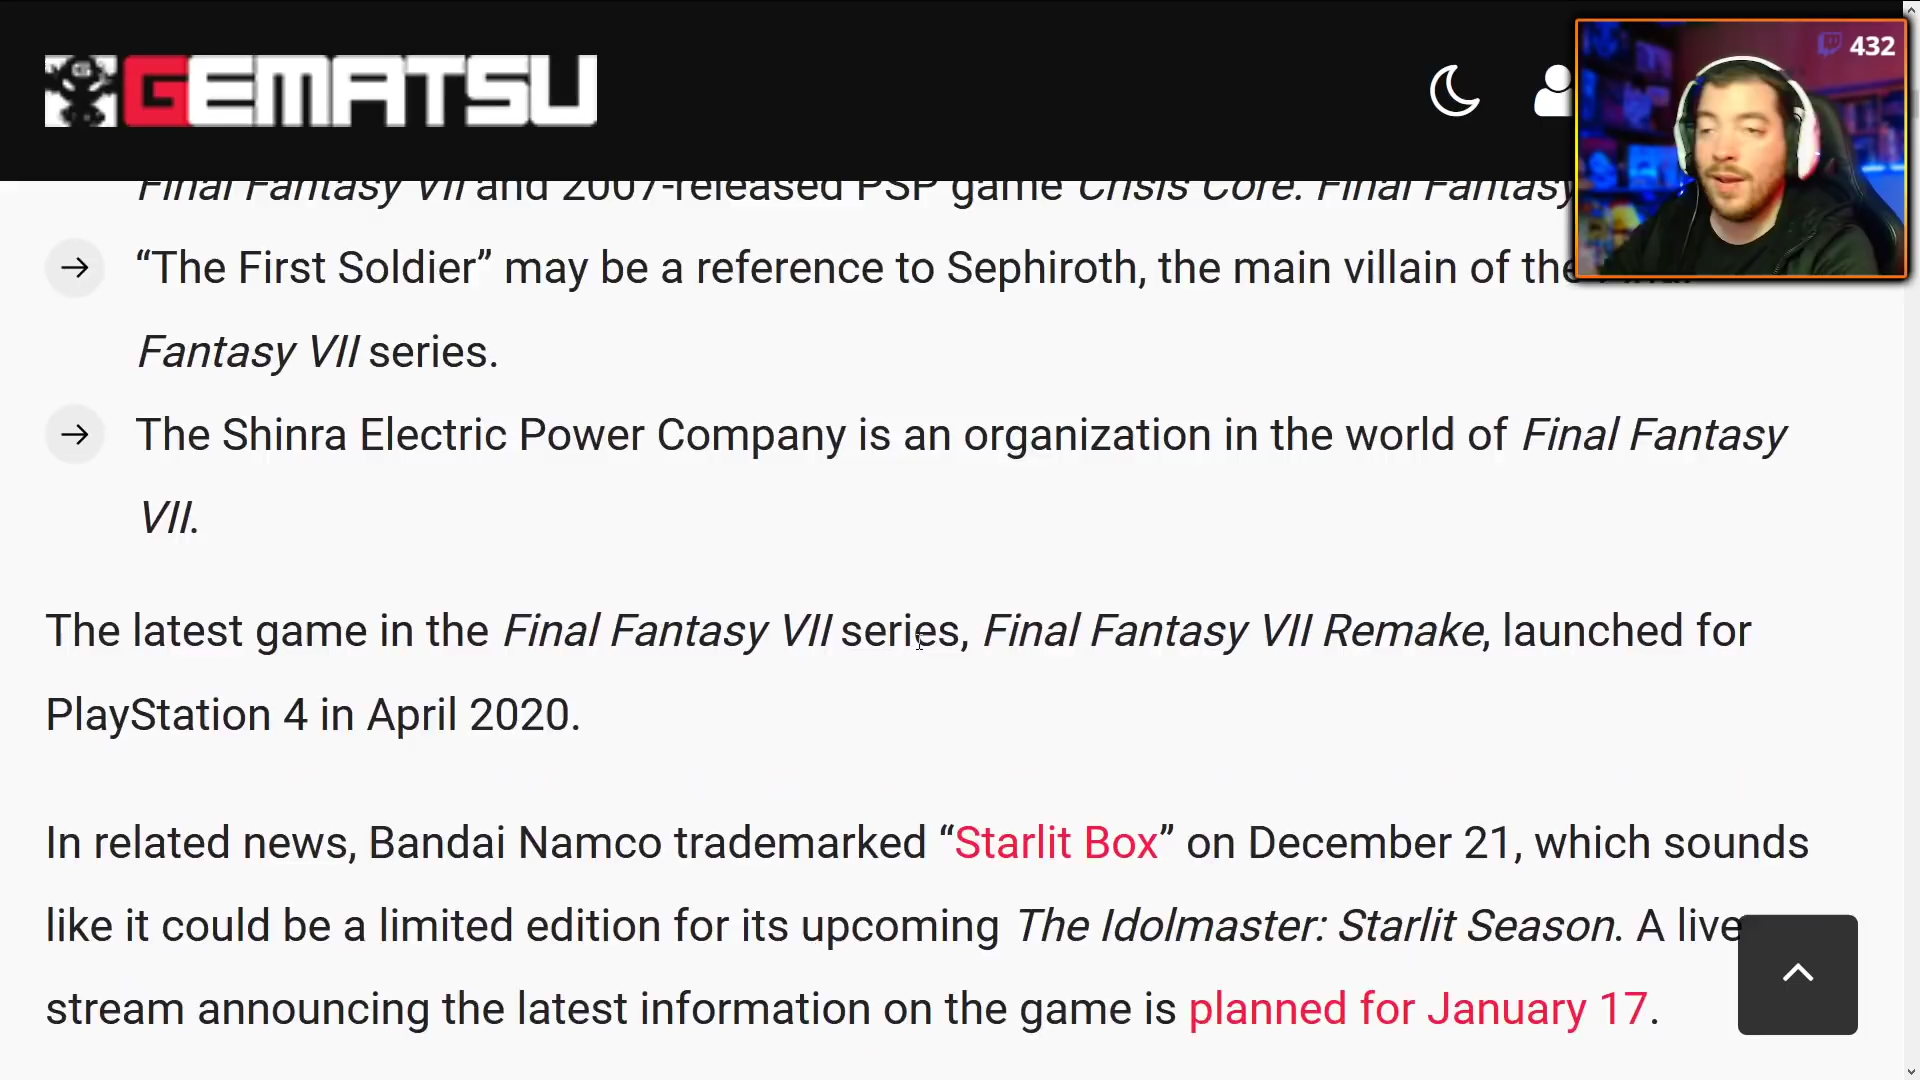 GEMATSU
432
Final Fantasy VII and 2007-released PSP game Crisis Core: Final Fantasy
“The First Soldier” may be a reference to Sephiroth, the main villain of the Final
Fantasy VII series.
The Shinra Electric Power Company is an organization in the world of Final Fantasy
VII.
The latest game in the Final Fantasy VII series, Final Fantasy VII Remake, launched for
PlayStation 4 in April 2020.
In related news, Bandai Namco trademarked “Starlit Box” on December 21, which sounds
like it could be a limited edition for its upcoming The Idolmaster: Starlit Season. A live
stream announcing the latest information on the game is planned for January 17.